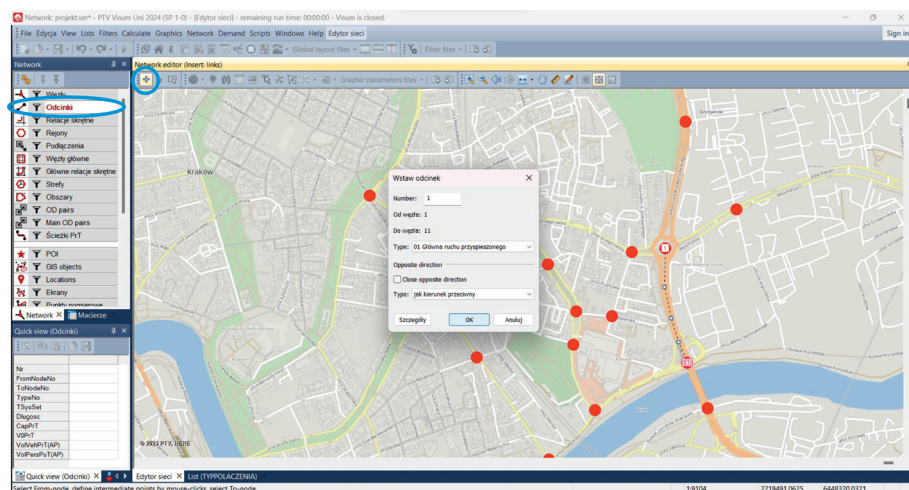 Network: projekt.ver* - PTV Visum Uni 2024 (SP 1-0) - [Edytor sieci] - remaining run time: 00:00:00 - Visum is closed.
File Edycja View Lists Filters Calculate Graphics Network Demand Scripts Windows Help Edytor sieci
Sign in
Global layout files
Filter files
Network
Węzły
Odcinki
Relacje skrętne
Rejony
Podłączenia
Węzły główne
Główne relacje skrętne
Strefy
Obszary
OD pairs
Main OD pairs
Ścieżki PrT
POI
GIS objects
Locations
Ekrany
Punkty pomiarowe
Network
Macierze
Quick view (Odcinki)
Nr
FromNodeNo
ToNodeNo
TypeNo
TSysSet
Dlugosc
CapPrT
V0PrT
VolVehPrT(AP)
VolPersPuT(AP)
Quick view (Odcinki)
Network editor (Insert: links)
Graphic parameters files
Kraków
Wstaw odcinek
Number: 1
Od węzła: 1
Do węzła: 11
Type: 01 Główna ruchu przyspieszonego
Opposite direction
Close opposite direction
Type: jak kierunek przeciwny
Szczegóły
OK
Anuluj
© 2023 PTV, HERE
Edytor sieci
List (TYPPOLACZENIA)
Select From-node, define intermediate points by mouse-clicks, select To-node
1:9104
2219491.0625
6448320.0321